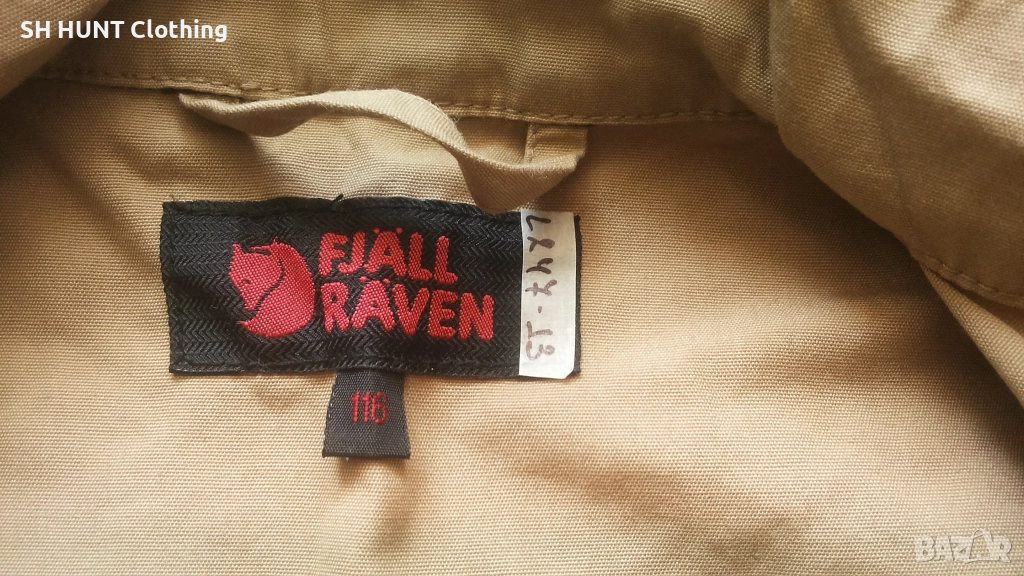 SH HUNT Clothing
FJÄLL
RÄVEN
116
BAZAR